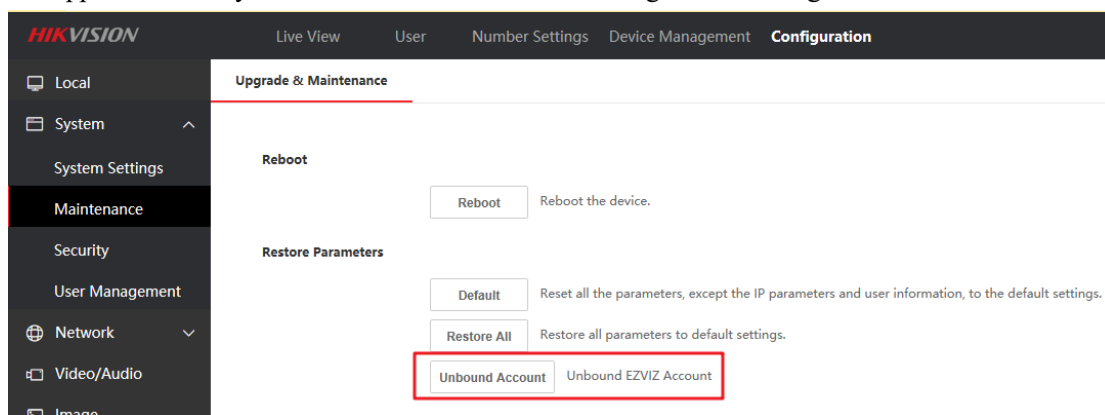 HIKVISION Live View User Number Settings Device Management Configuration
Local
Upgrade & Maintenance
System
System Settings
Reboot
Reboot Reboot the device.
Maintenance
Security
Restore Parameters
User Management
Default Reset all the parameters, except the IP parameters and user information, to the default settings.
Network
Restore All Restore all parameters to default settings.
Video/Audio
Unbound Account Unbound EZVIZ Account
Image